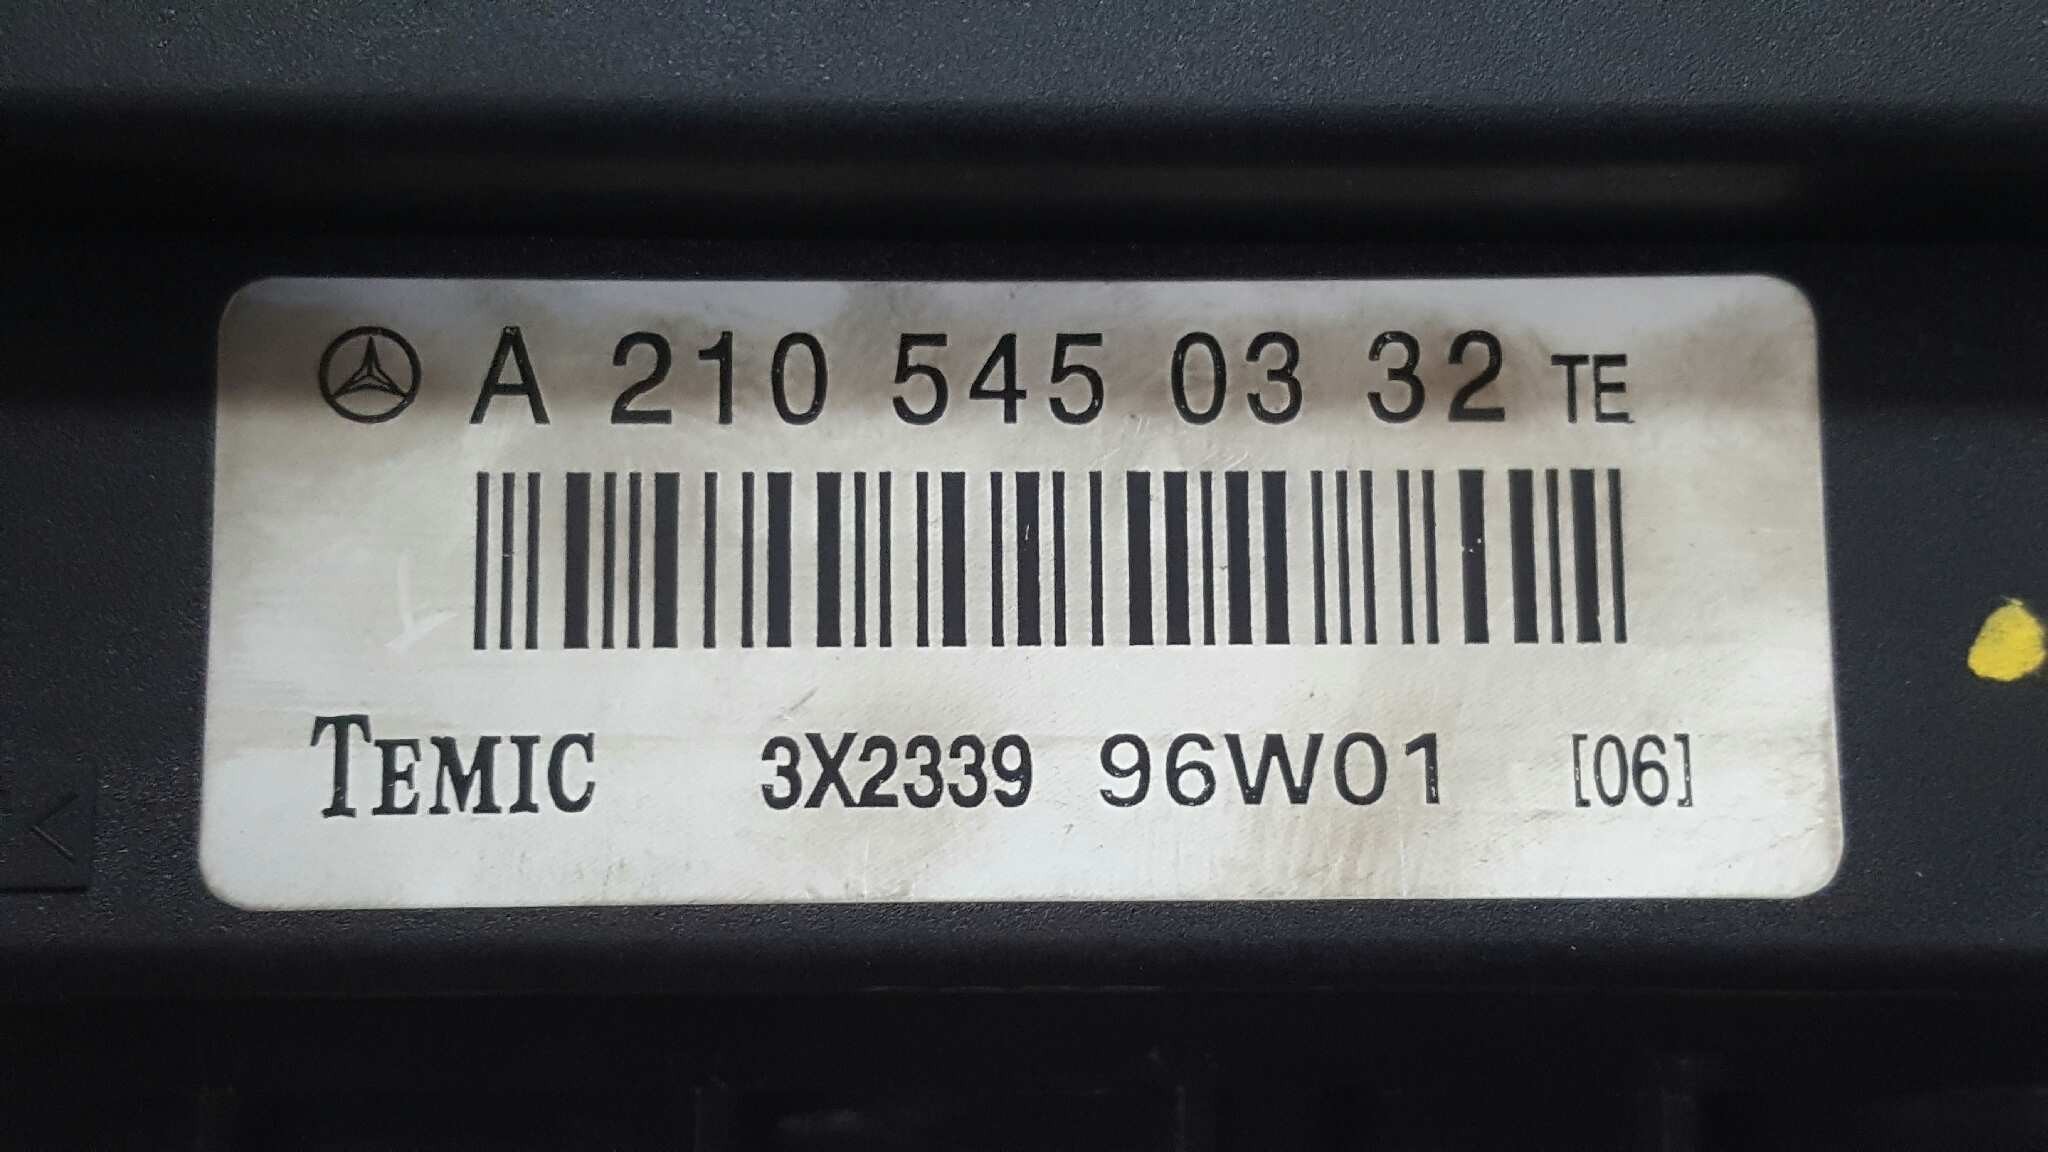 A 210 545 03 32 TE
TEMIC 3X2339 96W01 [06]